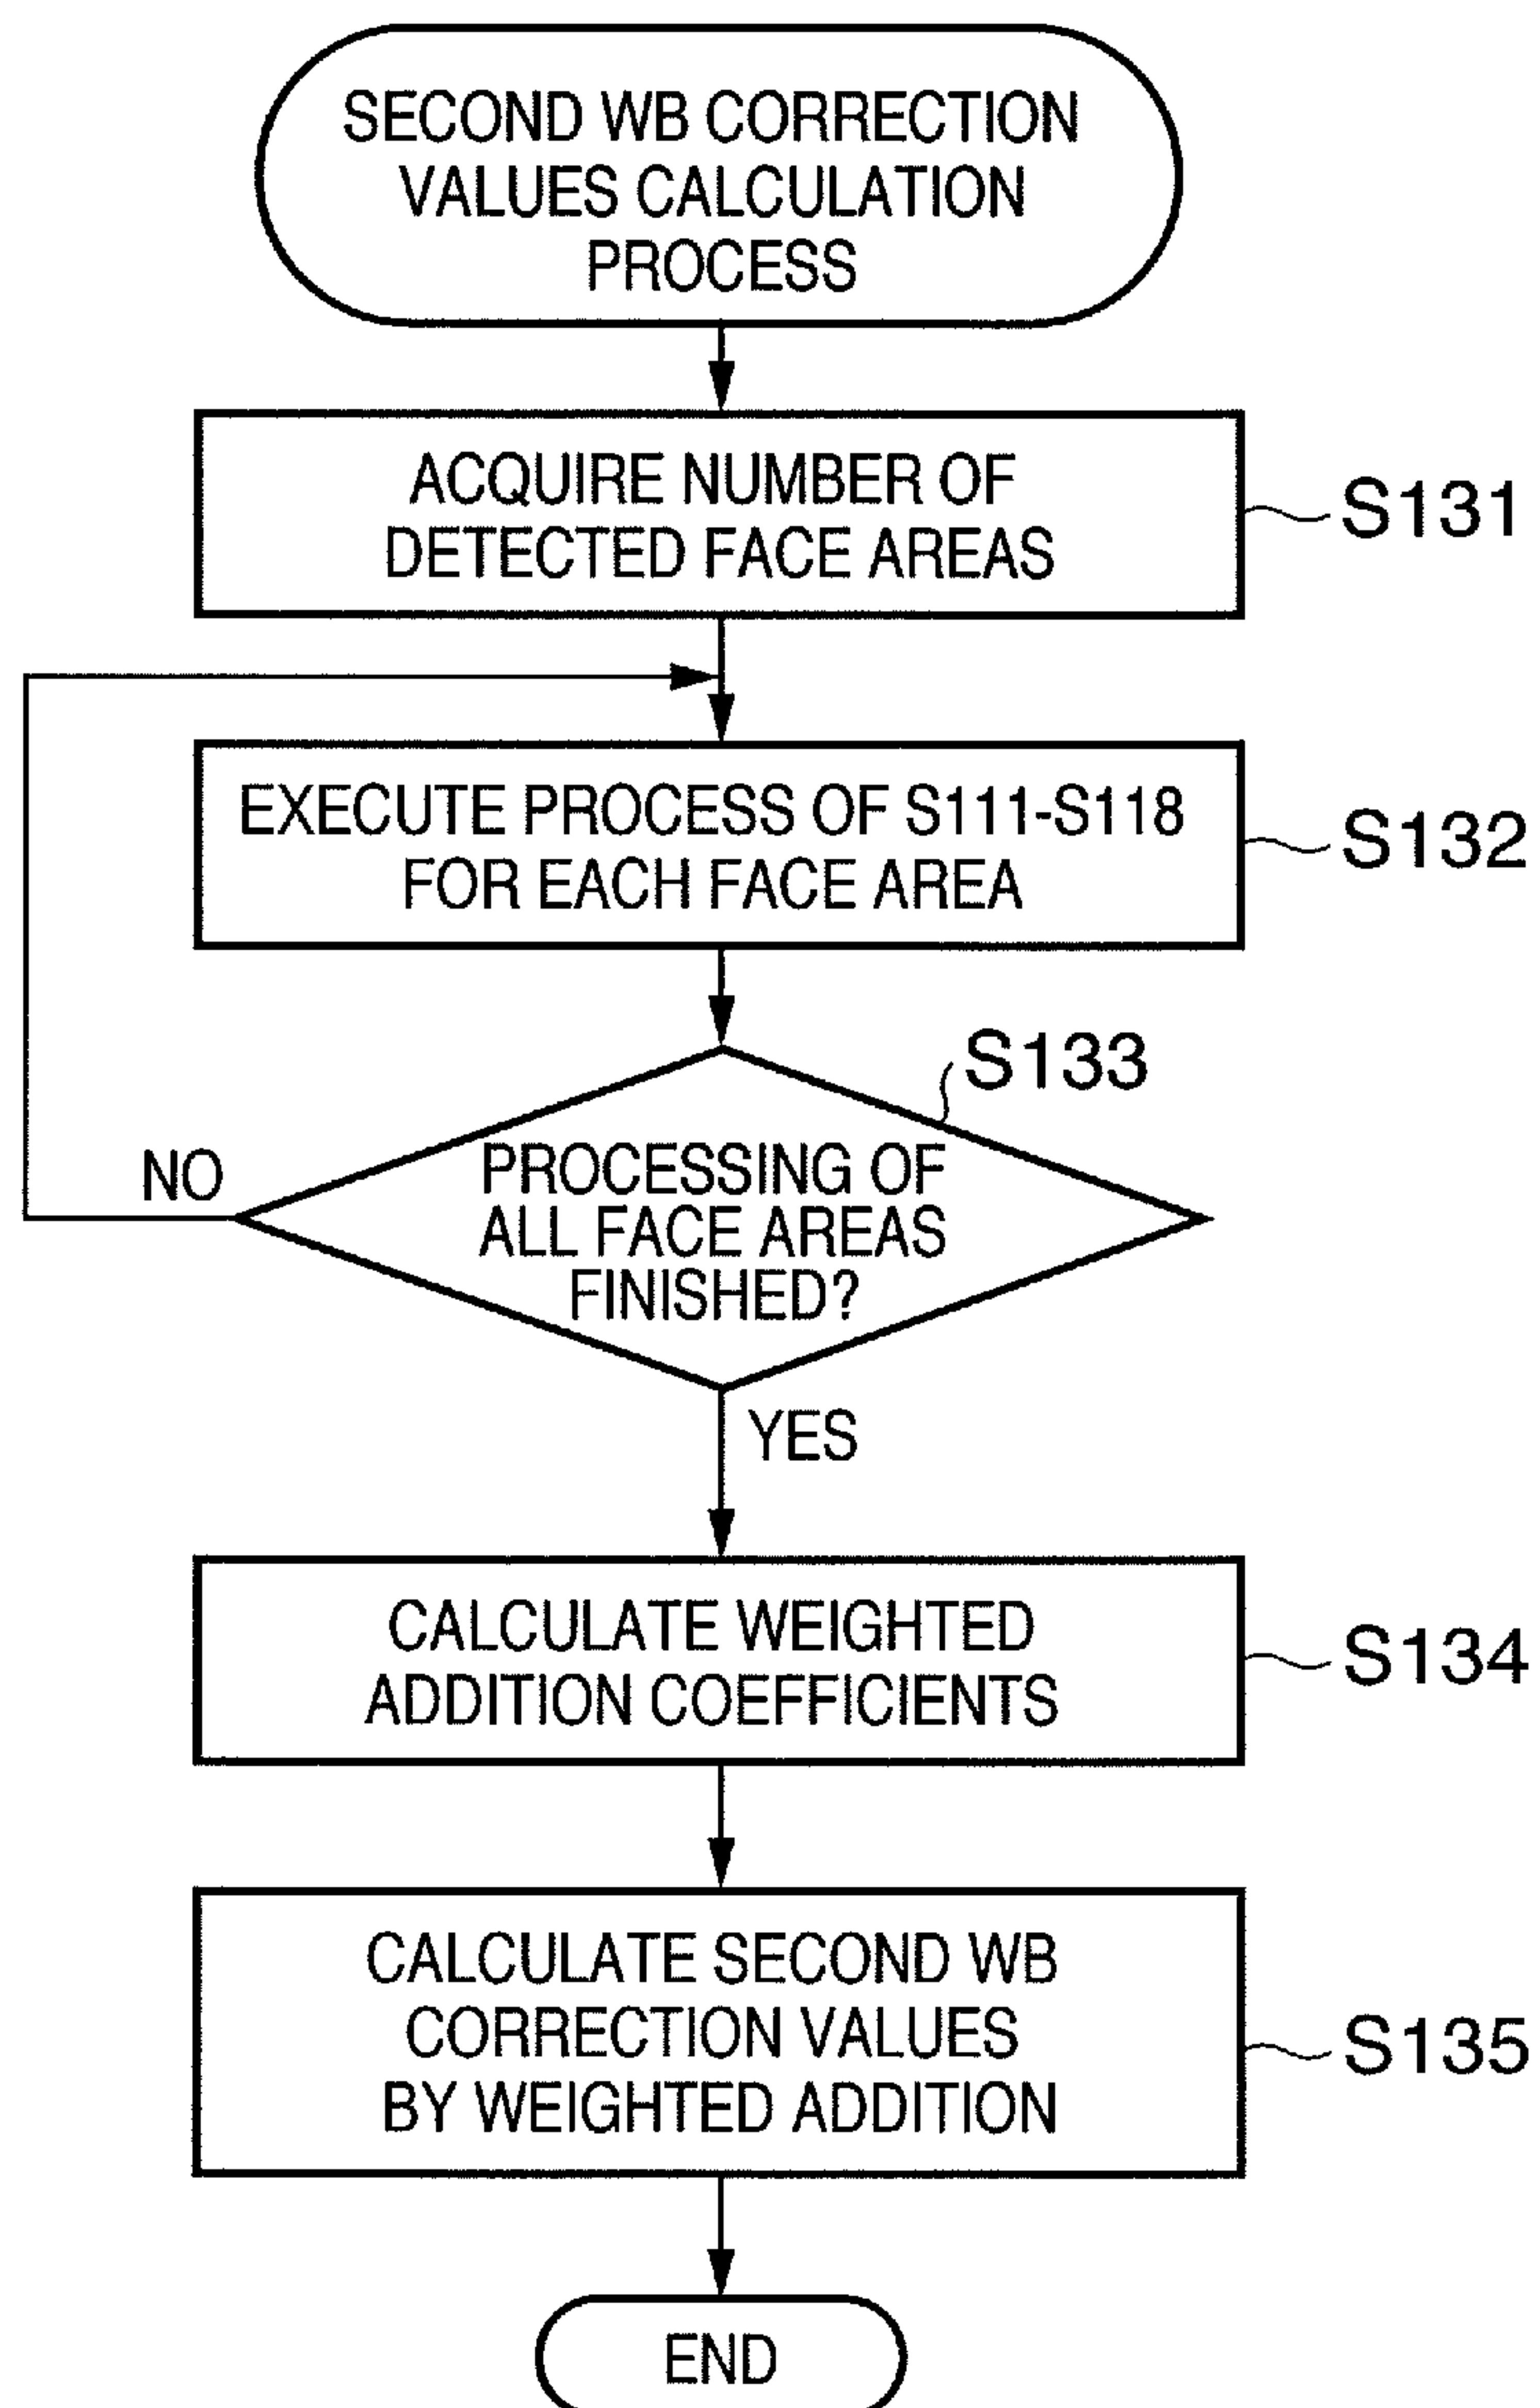 SECOND WB CORRECTION
VALUES CALCULATION
PROCESS
ACQUIRE NUMBER OF
DETECTED FACE AREAS
S131
EXECUTE PROCESS OF S111-S118
FOR EACH FACE AREA
S132
S133
PROCESSING OF
ALL FACE AREAS
FINISHED?
NO
YES
CALCULATE WEIGHTED
ADDITION COEFFICIENTS
S134
CALCULATE SECOND WB
CORRECTION VALUES
BY WEIGHTED ADDITION
S135
END